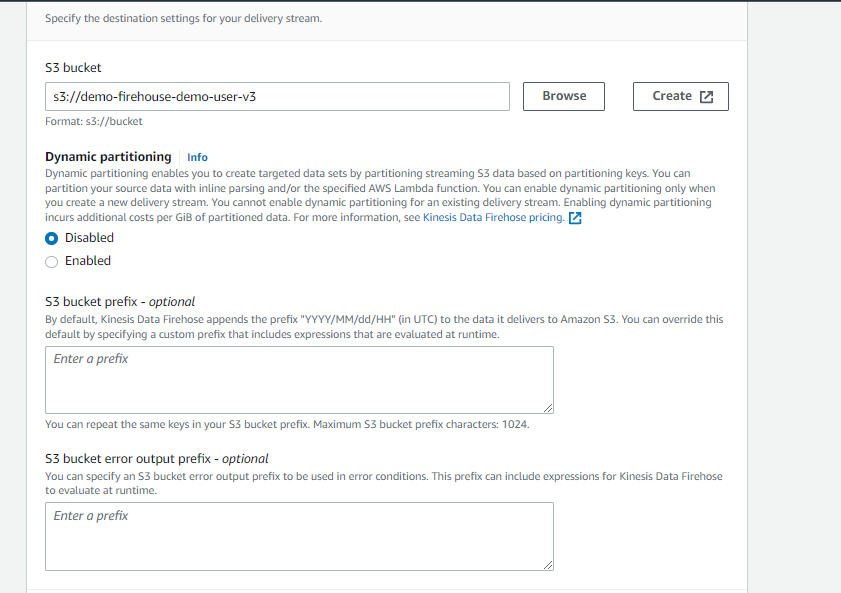 Specify the destination settings for your delivery stream.
S3 bucket
s3://demo-firehouse-demo-user-v3
Browse
Create
Format: s3://bucket
Dynamic partitioning
Info
Dynamic partitioning enables you to create targeted data sets by partitioning streaming S3 data based on partitioning keys. You can
partition your source data with inline parsing and/or the specified AWS Lambda function. You can enable dynamic partitioning only when
you create a new delivery stream. You cannot enable dynamic partitioning for an existing delivery stream. Enabling dynamic partitioning
incurs additional costs per GiB of partitioned data. For more information, see Kinesis Data Firehose pricing.
Disabled
Enabled
S3 bucket prefix - optional
By default, Kinesis Data Firehose appends the prefix "YYYY/MM/dd/HH" (in UTC) to the data it delivers to Amazon S3. You can override this
default by specifying a custom prefix that includes expressions that are evaluated at runtime.
Enter a prefix
You can repeat the same keys in your S3 bucket prefix. Maximum S3 bucket prefix characters: 1024.
S3 bucket error output prefix - optional
You can specify an S3 bucket error output prefix to be used in error conditions. This prefix can include expressions for Kinesis Data Firehose
to evaluate at runtime.
Enter a prefix